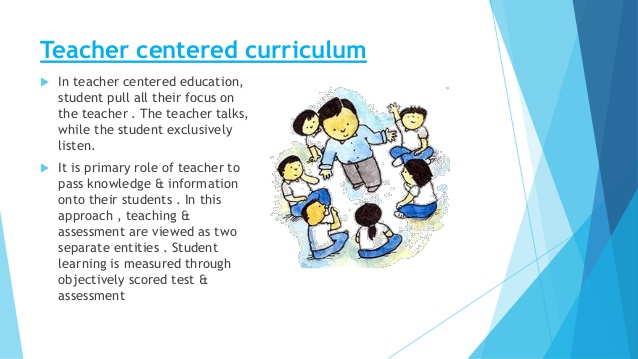 Teacher centered curriculum
In teacher centered education,
student pull all their focus on
the teacher . The teacher talks,
while the student exclusively
listen.
It is primary role of teacher to
pass knowledge & information
onto their students . In this
approach , teaching &
assessment are viewed as two
separate entities . Student
learning is measured through
objectively scored test &
assessment